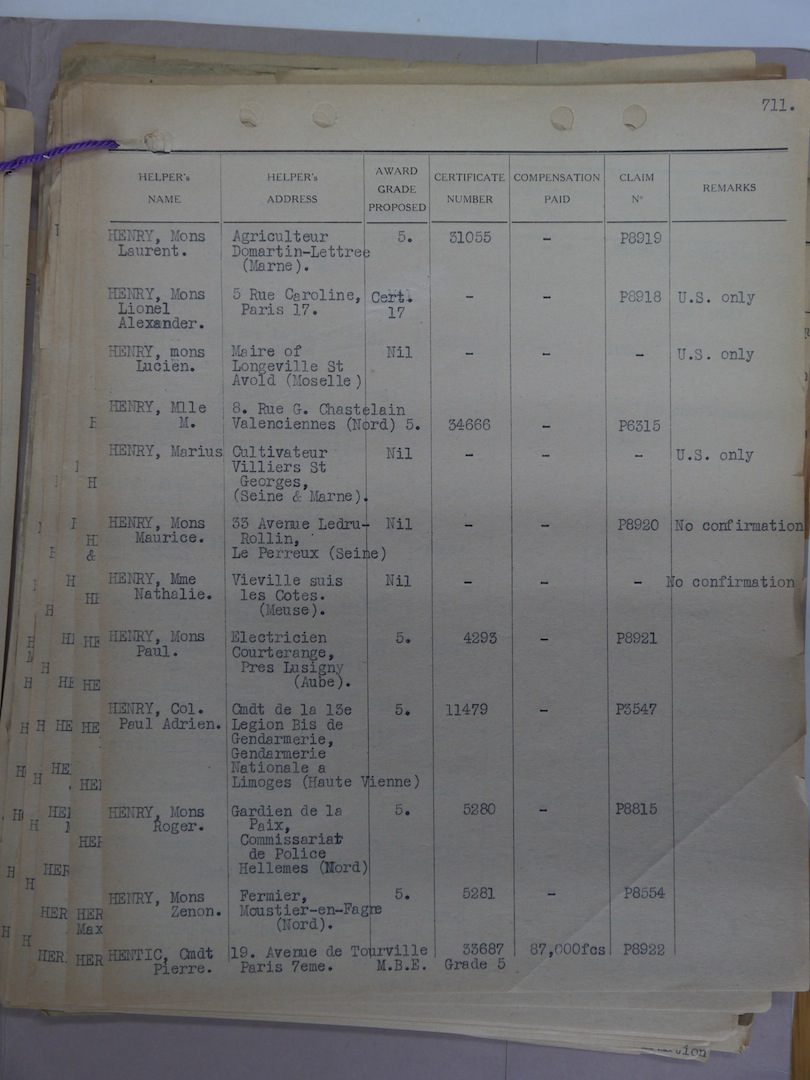 711.
HELPER's NAME HELPER's ADDRESS AWARD GRADE PROPOSED CERTIFICATE NUMBER COMPENSATION PAID CLAIM N° REMARKS
HENRY, Mons Agriculteur 5. 31055 - P8919
Laurent. Domartin-Lettree
(Marne).
HENRY, Mons 5 Rue Caroline, Cert. - - P8918 U.S. only
Lionel Paris 17. 17
Alexander.
HENRY, mons Maire of Nil - - - U.S. only
Lucien. Longeville St
Avold (Moselle)
HENRY, Mlle 8. Rue G. Chastelain
M. Valenciennes (Nord) 5. 34666 - P6315
HENRY, Marius Cultivateur Nil - - - U.S. only
Villiers St
Georges,
(Seine & Marne).
HENRY, Mons 33 Avenue Ledru- Nil - - P8920 No confirmation
Maurice. Rollin,
Le Perreux (Seine)
HENRY, Mme Vieville suis Nil - - - No confirmation
Nathalie. les Cotes.
(Meuse).
HENRY, Mons Electricien 5. 4293 - P8921
Paul. Courterange,
Pres Lusigny
(Aube).
HENRY, Col. Cmdt de la 13e 5. 11479 - P3547
Paul Adrien. Legion Bis de
Gendarmerie,
Gendarmerie
Nationale a
Limoges (Haute Vienne)
HENRY, Mons Gardien de la 5. 5280 - P8815
Roger. Paix,
Commissariat
de Police
Hellemes (Nord)
HENRY, Mons Fermier, 5. 5281 - P8554
Zenon. Moustier-en-Fagne
(Nord).
HENTIC, Cmdt 19. Avenue de Tourville 33687 87,000fcs P8922
Pierre. Paris 7eme. M.B.E. Grade 5